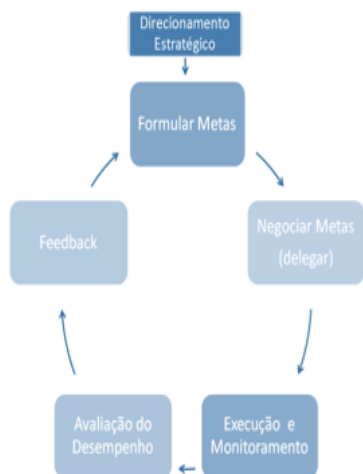 Direcionamento
Estratégico
Formular Metas
Negociar Metas
(delegar)
Execução e
Monitoramento
Avaliação do
Desempenho
Feedback